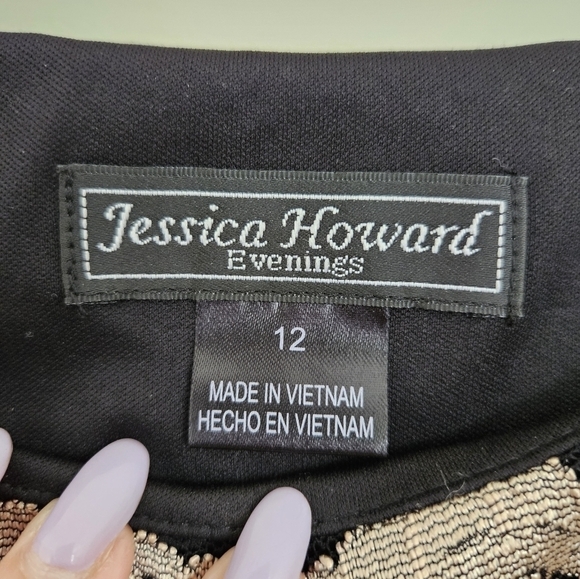 Jessica Howard
Evenings
12
MADE IN VIETNAM
HECHO EN VIETNAM